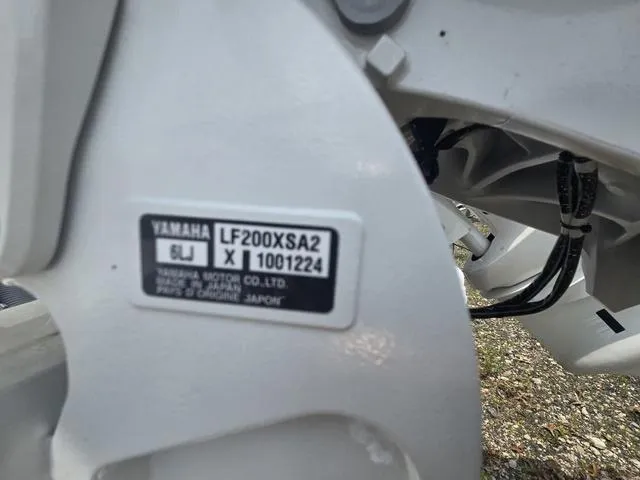 YAMAHA LF200XSA2
6LJ X 1001224
YAMAHA MOTOR CO.,LTD.
MADE IN JAPAN
PAYS D'ORIGINE JAPON